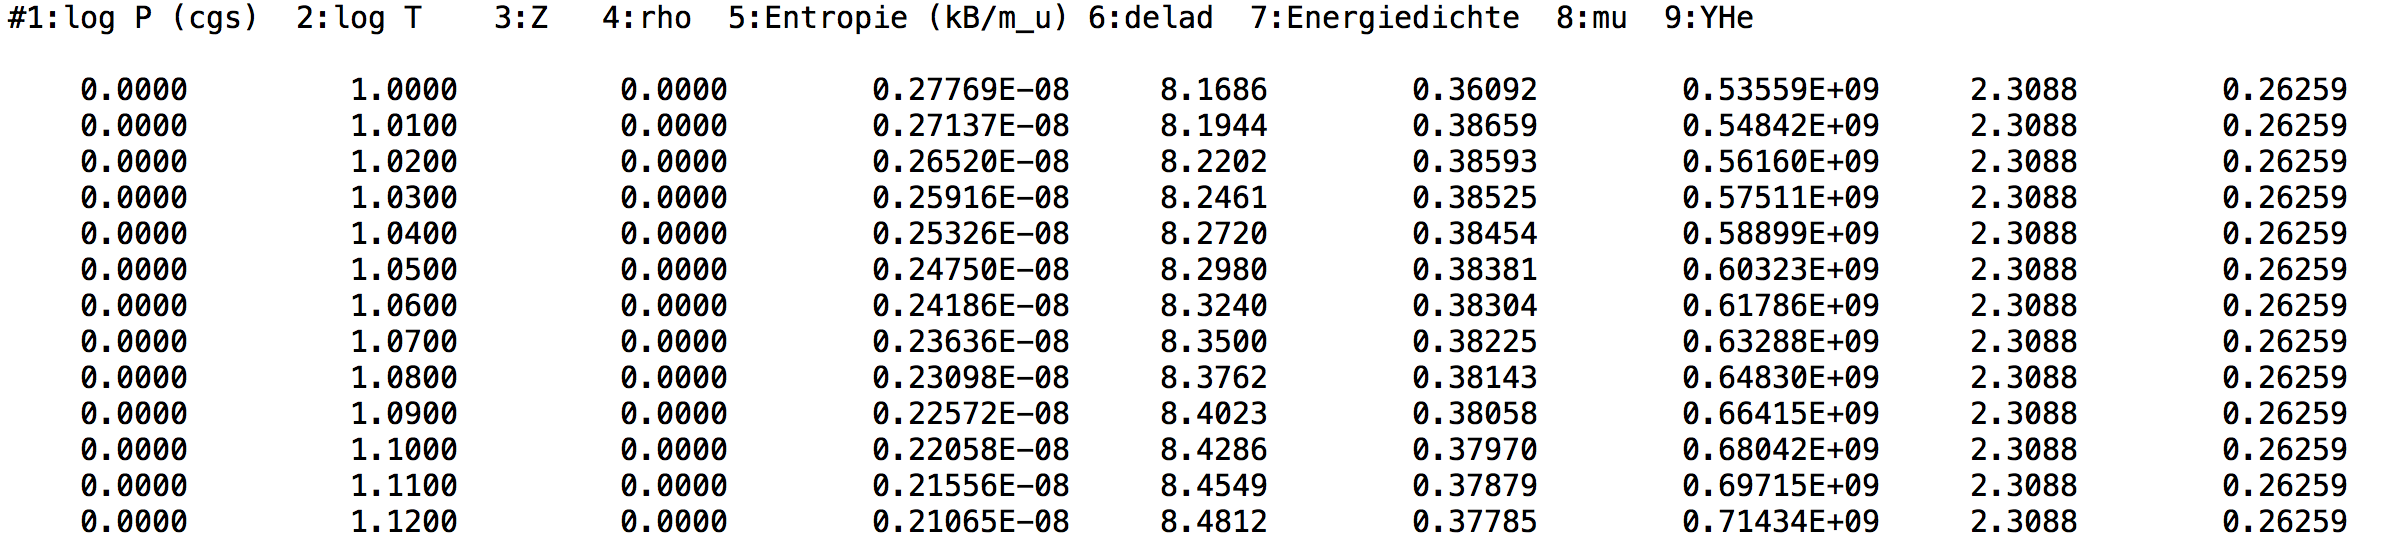 #1:log P (cgs) 2:log T 3:Z 4:rho 5:Entropie (kB/m_u) 6:delad 7:Energiedichte 8:mu 9:YHe
0.0000 1.0000 0.0000 0.27769E-08 8.1686 0.36092 0.53559E+09 2.3088 0.26259
0.0000 1.0100 0.0000 0.27137E-08 8.1944 0.38659 0.54842E+09 2.3088 0.26259
0.0000 1.0200 0.0000 0.26520E-08 8.2202 0.38593 0.56160E+09 2.3088 0.26259
0.0000 1.0300 0.0000 0.25916E-08 8.2461 0.38525 0.57511E+09 2.3088 0.26259
0.0000 1.0400 0.0000 0.25326E-08 8.2720 0.38454 0.58899E+09 2.3088 0.26259
0.0000 1.0500 0.0000 0.24750E-08 8.2980 0.38381 0.60323E+09 2.3088 0.26259
0.0000 1.0600 0.0000 0.24186E-08 8.3240 0.38304 0.61786E+09 2.3088 0.26259
0.0000 1.0700 0.0000 0.23636E-08 8.3500 0.38225 0.63288E+09 2.3088 0.26259
0.0000 1.0800 0.0000 0.23098E-08 8.3762 0.38143 0.64830E+09 2.3088 0.26259
0.0000 1.0900 0.0000 0.22572E-08 8.4023 0.38058 0.66415E+09 2.3088 0.26259
0.0000 1.1000 0.0000 0.22058E-08 8.4286 0.37970 0.68042E+09 2.3088 0.26259
0.0000 1.1100 0.0000 0.21556E-08 8.4549 0.37879 0.69715E+09 2.3088 0.26259
0.0000 1.1200 0.0000 0.21065E-08 8.4812 0.37785 0.71434E+09 2.3088 0.26259